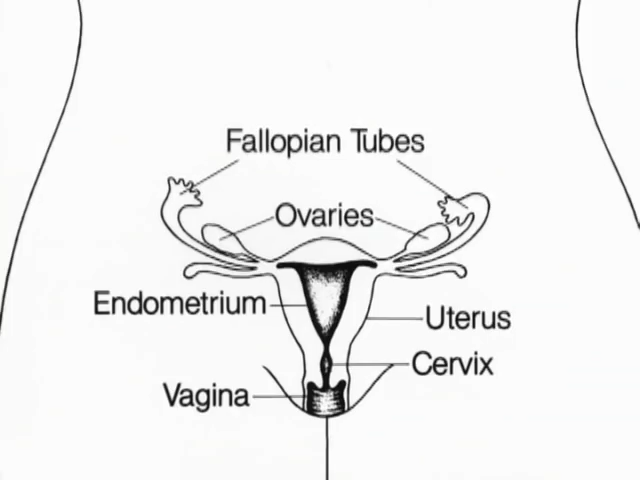 Fallopian Tubes
Ovaries
Endometrium
Uterus
Cervix
Vagina